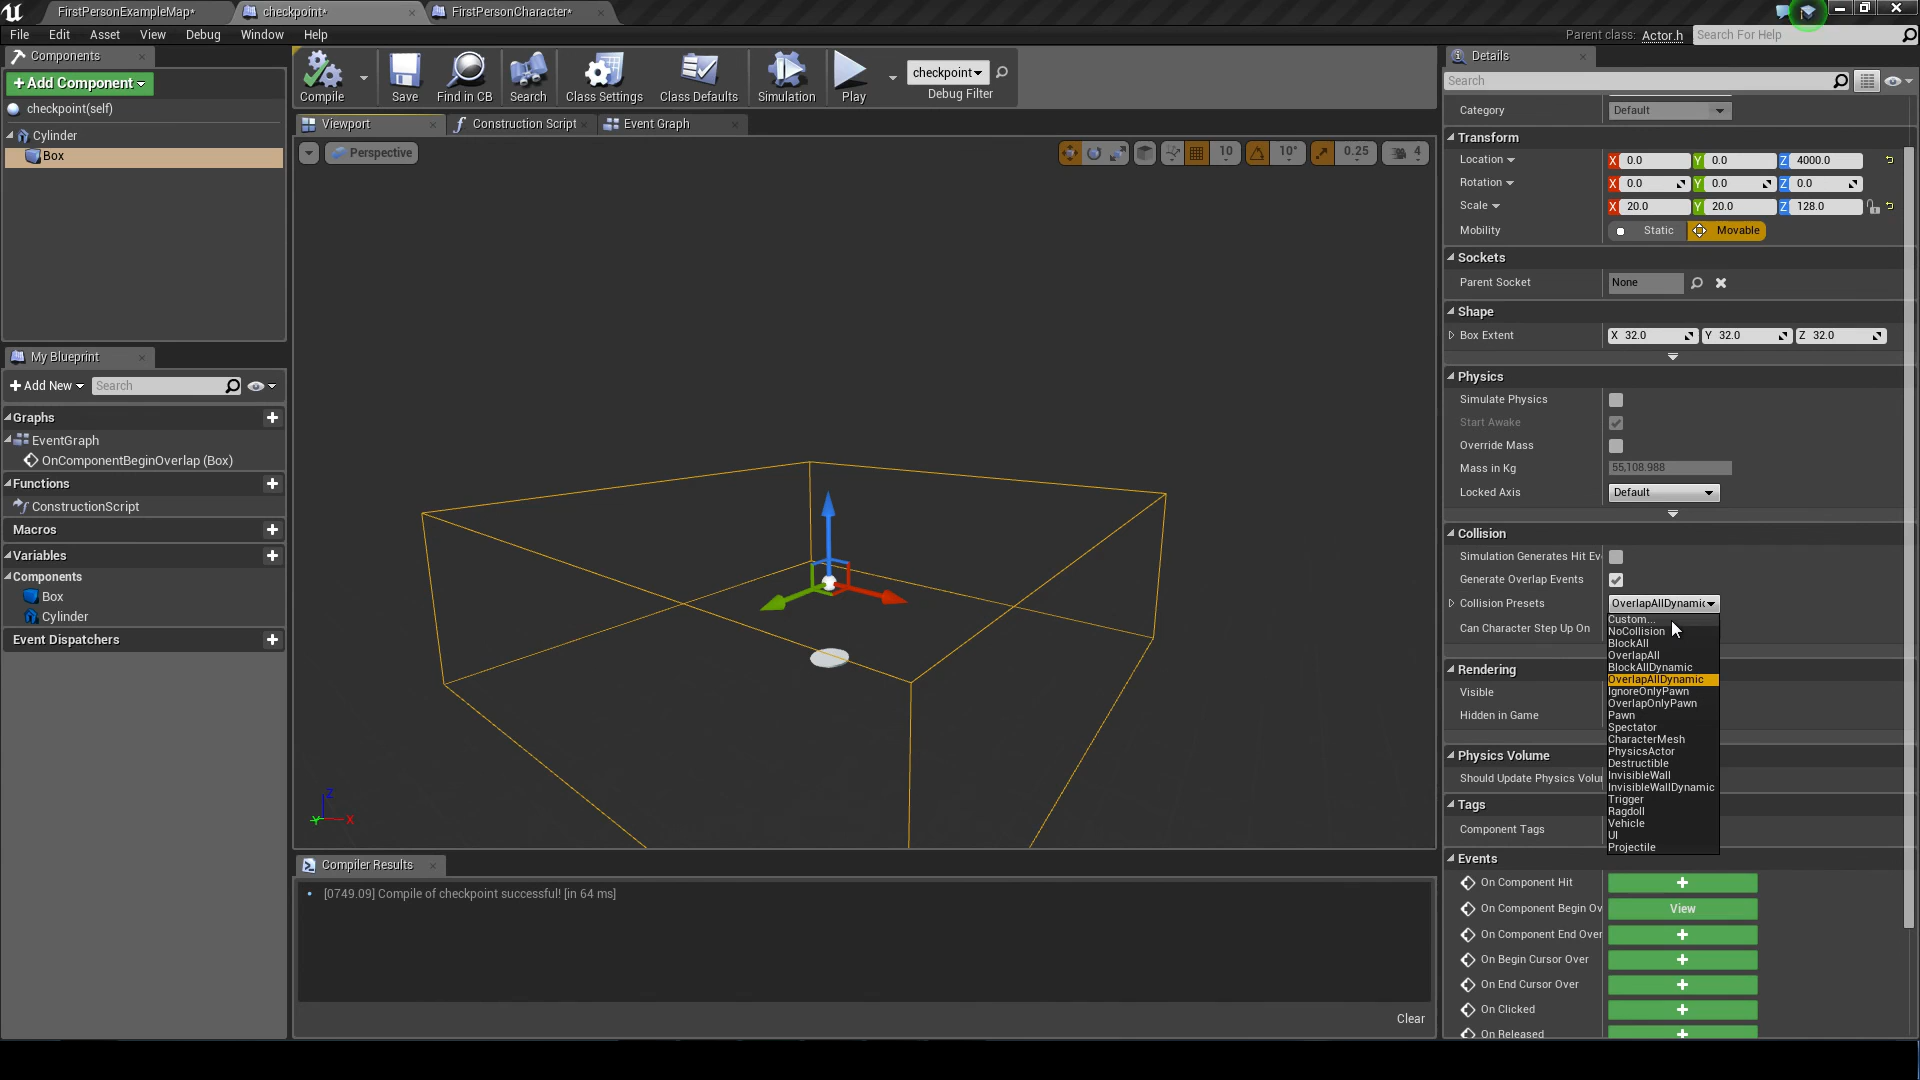 FirstPersonExampleMap*
checkpoint*
FirstPersonCharacter*
File Edit Asset View Debug Window Help
Parent class: Actor.h Search For Help
Components
+Add Component
checkpoint(self)
Cylinder
Box
My Blueprint
+Add New Search
Graphs
EventGraph
OnComponentBeginOverlap (Box)
Functions
ConstructionScript
Macros
Variables
Components
Box
Cylinder
Event Dispatchers
Compile Save Find in CB Search Class Settings Class Defaults Simulation Play
checkpoint
Debug Filter
Viewport Construction Script Event Graph
Perspective
10 10° 0.25 4
Z
Y X
Compiler Results
[0749.09] Compile of checkpoint successful! [in 64 ms]
Clear
Details
Search
Category Default
Transform
Location X 0.0 Y 0.0 Z 4000.0
Rotation X 0.0 Y 0.0 Z 0.0
Scale X 20.0 Y 20.0 Z 128.0
Mobility Static Movable
Sockets
Parent Socket None
Shape
Box Extent X 32.0 Y 32.0 Z 32.0
Physics
Simulate Physics
Start Awake
Override Mass
Mass in Kg 55,108.988
Locked Axis Default
Collision
Simulation Generates Hit Ev
Generate Overlap Events
Collision Presets OverlapAllDynamic
Can Character Step Up On
Custom...
NoCollision
BlockAll
OverlapAll
BlockAllDynamic
OverlapAllDynamic
IgnoreOnlyPawn
OverlapOnlyPawn
Pawn
Spectator
CharacterMesh
PhysicsActor
Destructible
InvisibleWall
InvisibleWallDynamic
Trigger
Ragdoll
Vehicle
UI
Projectile
Rendering
Visible
Hidden in Game
Physics Volume
Should Update Physics Volu
Tags
Component Tags
Events
On Component Hit +
On Component Begin Ov View
On Component End Over +
On Begin Cursor Over +
On End Cursor Over +
On Clicked +
On Released +